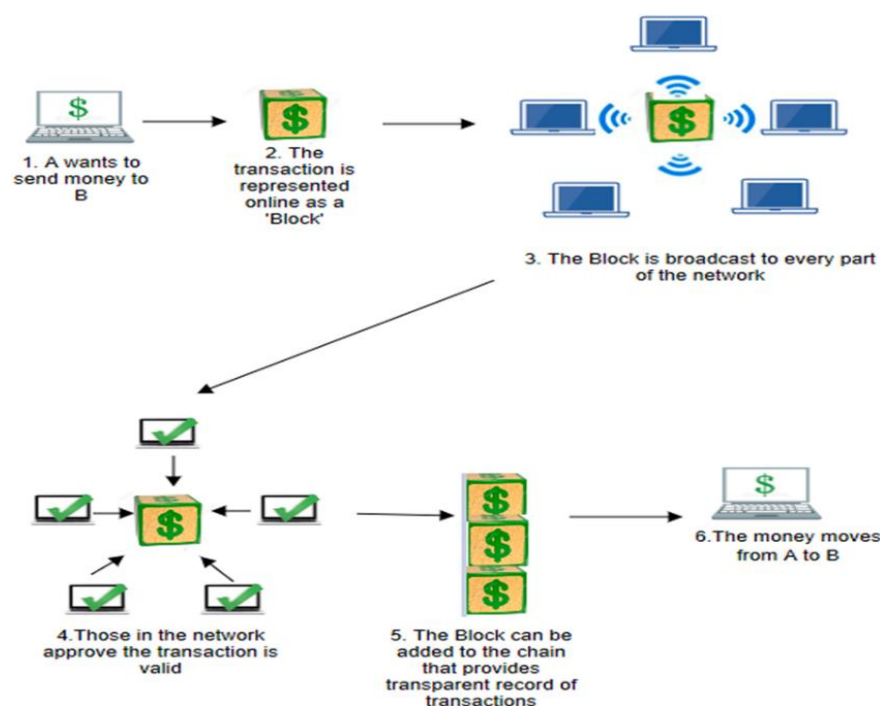 $
$
$
1. A wants to
send money to
B
2. The
transaction is
represented
online as a
'Block'
3. The Block is broadcast to every part
of the network
$
$
$
$
$
4.Those in the network
approve the transaction is
valid
5. The Block can be
added to the chain
that provides
transparent record of
transactions
6.The money moves
from A to B